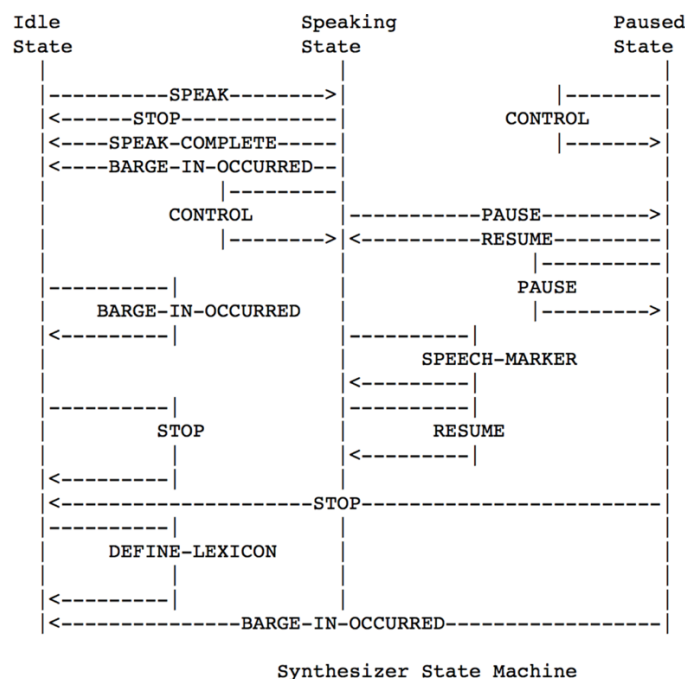 Idle Speaking Paused
State State State
SPEAK
STOP CONTROL
SPEAK-COMPLETE
BARGE-IN-OCCURRED
CONTROL PAUSE
RESUME
PAUSE
BARGE-IN-OCCURRED
SPEECH-MARKER
STOP RESUME
STOP
DEFINE-LEXICON
BARGE-IN-OCCURRED
Synthesizer State Machine